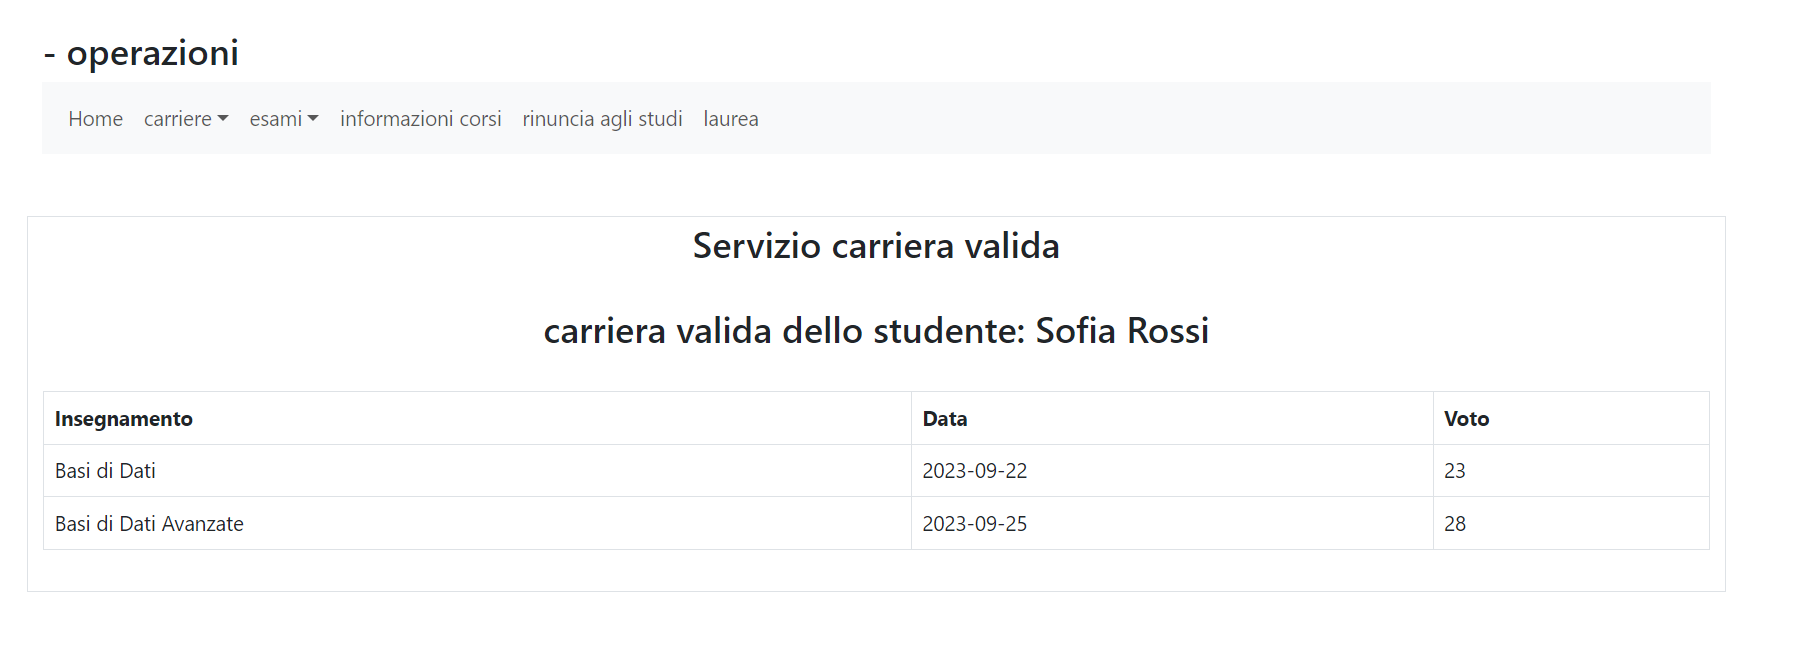 - operazioni
Home carriere esami informazioni corsi rinuncia agli studi laurea
Servizio carriera valida
carriera valida dello studente: Sofia Rossi
Insegnamento Data Voto
Basi di Dati 2023-09-22 23
Basi di Dati Avanzate 2023-09-25 28